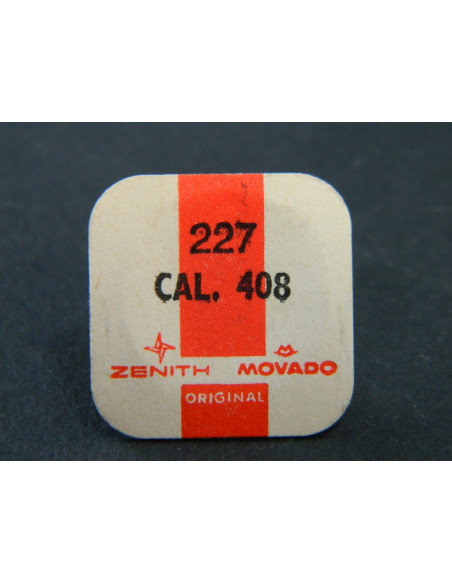 227
CAL. 408
ZENITH MOVADO
ORIGINAL